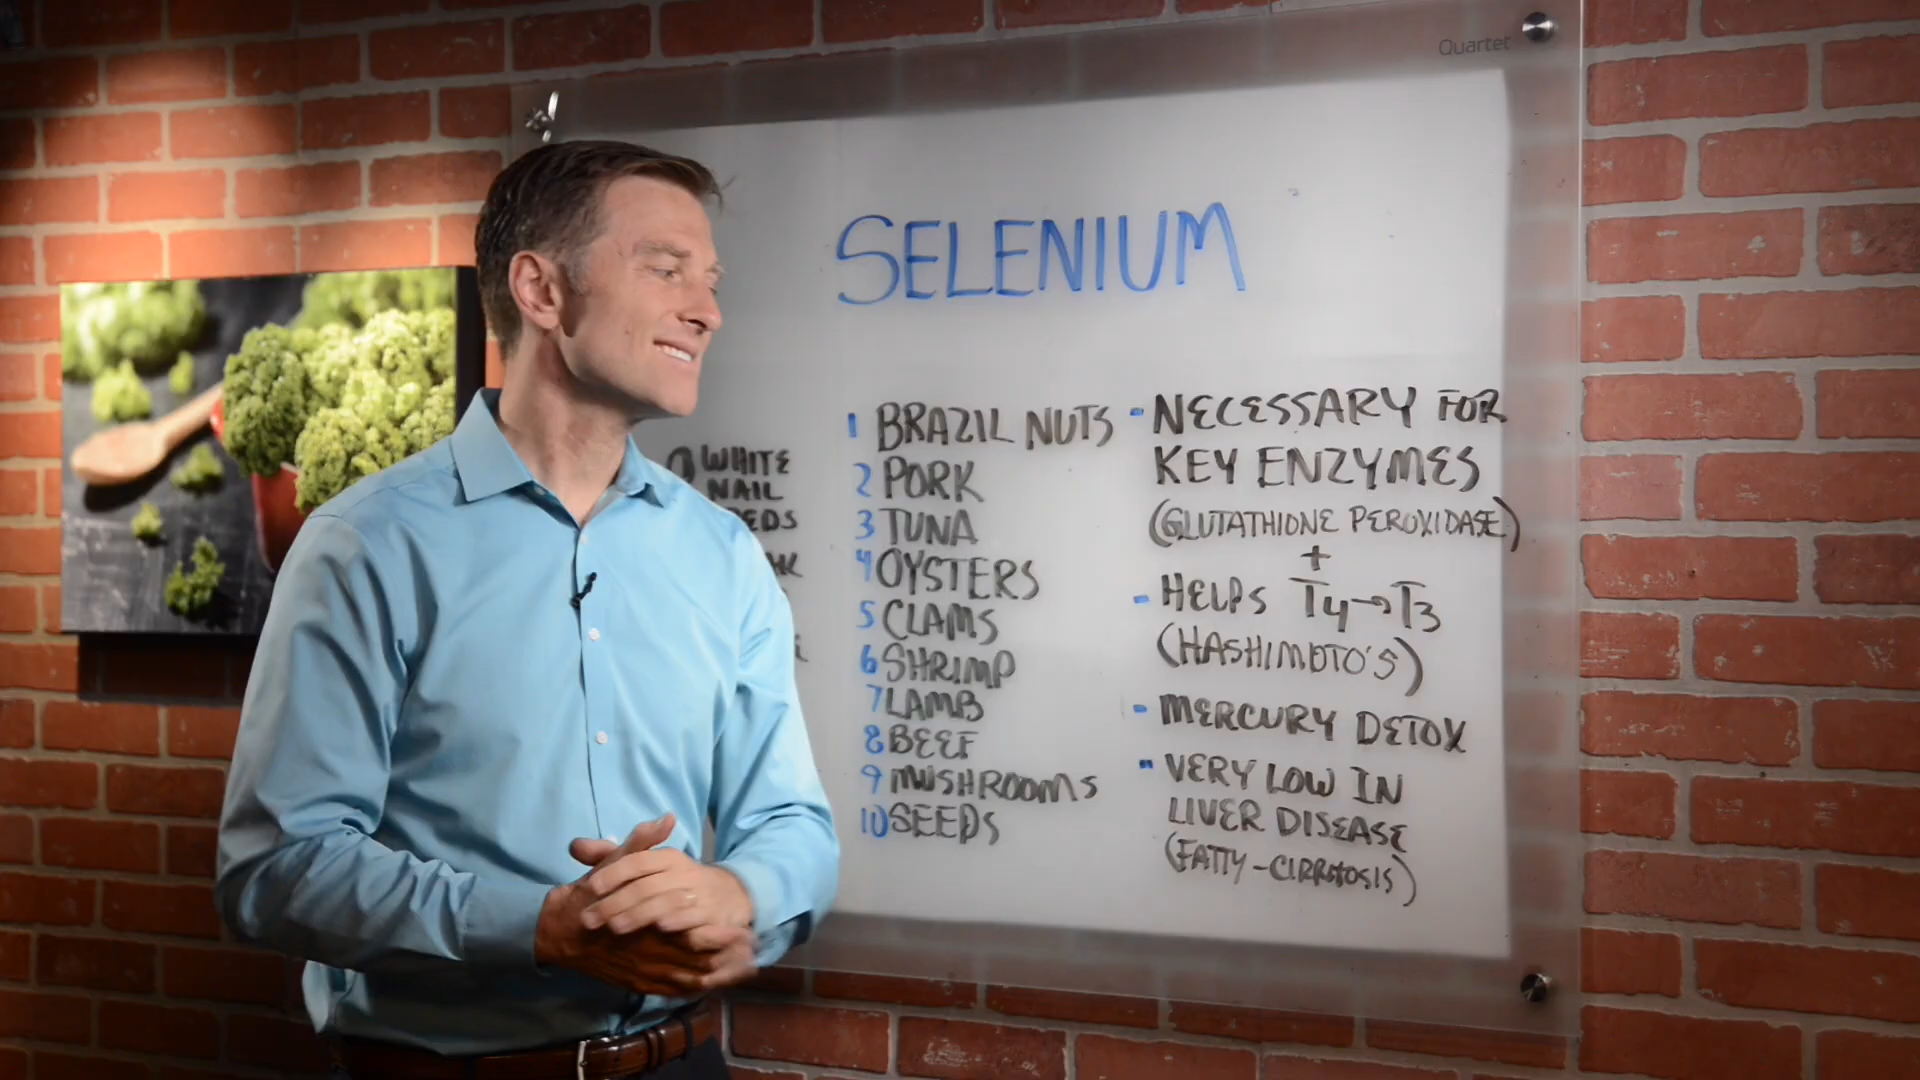 Quartet
SELENIUM
WHITE
NAIL
1 BRAZIL NUTS
2 PORK
3 TUNA
4 OYSTERS
5 CLAMS
6 SHRIMP
7 LAMB
8 BEEF
9 MUSHROOMS
10 SEEDS
- NECESSARY FOR
KEY ENZYMES
(GLUTATHIONE PEROXIDASE)
+
- HELPS T4→T3
(HASHIMOTO'S)
- MERCURY DETOX
- VERY LOW IN
LIVER DISEASE
(FATTY-CIRRHOSIS)